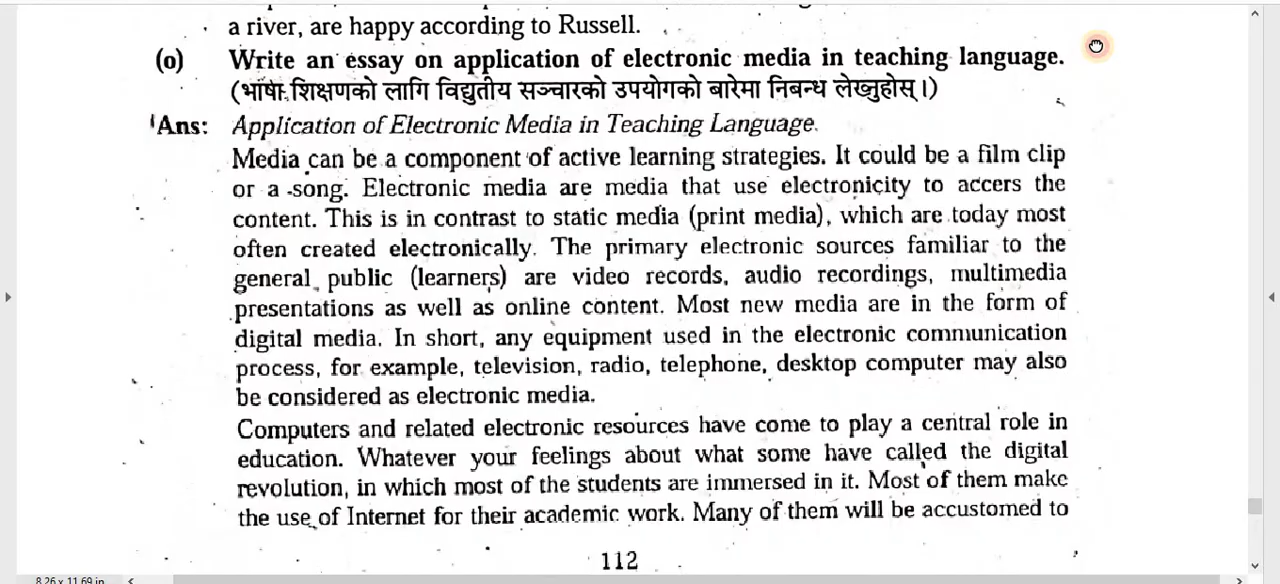 a river, are happy according to Russell.
(o) Write an essay on application of electronic media in teaching language.
(भाषा शिक्षणको लागि विद्युतीय सञ्चारको उपयोगको बारेमा निबन्ध लेख्नुहोस् ।)
Ans: Application of Electronic Media in Teaching Language.
Media can be a component of active learning strategies. It could be a film clip
or a song. Electronic media are media that use electronicity to accers the
content. This is in contrast to static media (print media), which are today most
often created electronically. The primary electronic sources familiar to the
general public (learners) are video records, audio recordings, multimedia
presentations as well as online content. Most new media are in the form of
digital media. In short, any equipment used in the electronic communication
process, for example, television, radio, telephone, desktop computer may also
be considered as electronic media.
Computers and related electronic resources have come to play a central role in
education. Whatever your feelings about what some have called the digital
revolution, in which most of the students are immersed in it. Most of them make
the use of Internet for their academic work. Many of them will be accustomed to
112
8.26 x 11.69 in